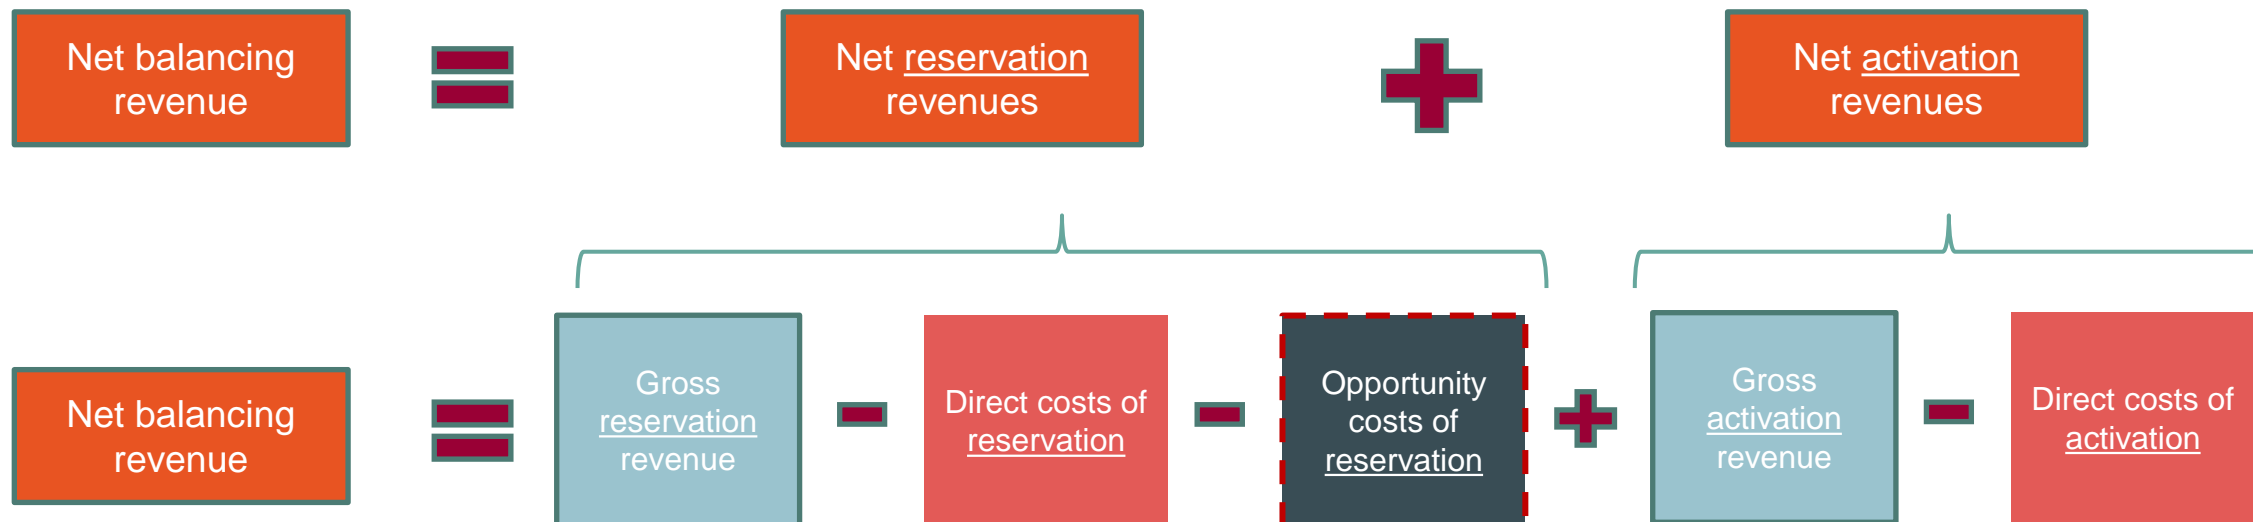 Net balancing
revenue
Net reservation
revenues
Net activation
revenues
Net balancing
revenue
Gross
reservation
revenue
Direct costs of
reservation
Opportunity
costs of
reservation
Gross
activation
revenue
Direct costs of
activation